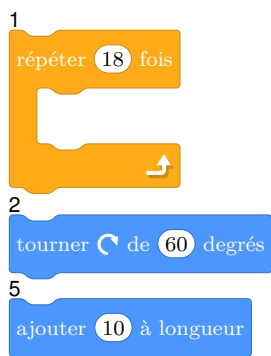 1
répéter 18 fois
2
tourner de 60 degrés
5
ajouter 10 à longueur